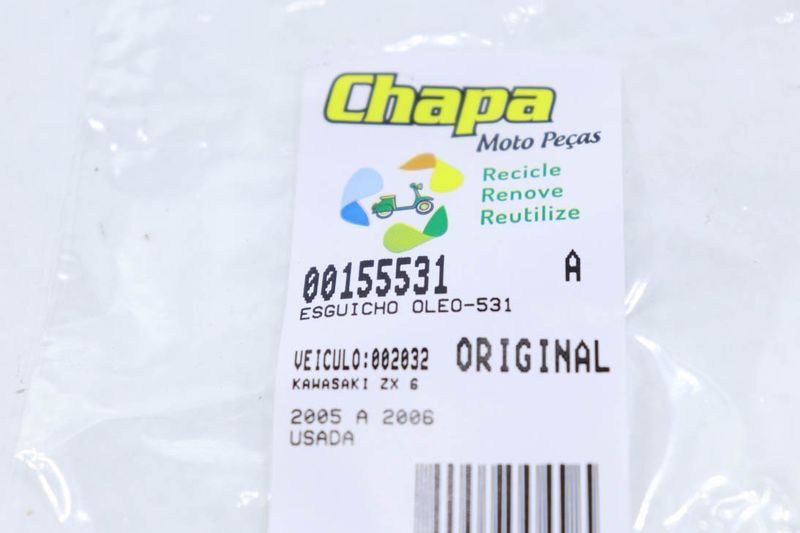 Chapa
Moto Peças
Recicle
Renove
Reutilize
00155531 A
ESGUICHO OLEO-531
VEICULO:002032 ORIGINAL
KAWASAKI ZX 6
2005 A 2006
USADA